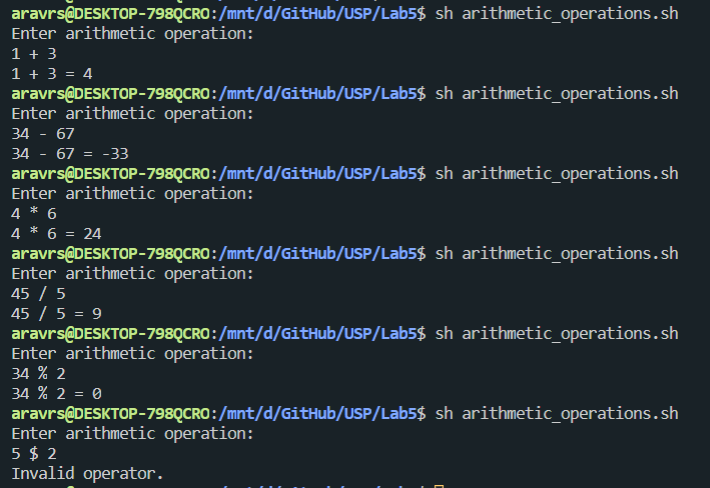 aravrs@DESKTOP-798QCRO:/mnt/d/GitHub/USP/Lab5$ sh arithmetic_operations.sh
Enter arithmetic operation:
1 + 3
1 + 3 = 4
aravrs@DESKTOP-798QCRO:/mnt/d/GitHub/USP/Lab5$ sh arithmetic_operations.sh
Enter arithmetic operation:
34 - 67
34 - 67 = -33
aravrs@DESKTOP-798QCRO:/mnt/d/GitHub/USP/Lab5$ sh arithmetic_operations.sh
Enter arithmetic operation:
4 * 6
4 * 6 = 24
aravrs@DESKTOP-798QCRO:/mnt/d/GitHub/USP/Lab5$ sh arithmetic_operations.sh
Enter arithmetic operation:
45 / 5
45 / 5 = 9
aravrs@DESKTOP-798QCRO:/mnt/d/GitHub/USP/Lab5$ sh arithmetic_operations.sh
Enter arithmetic operation:
34 % 2
34 % 2 = 0
aravrs@DESKTOP-798QCRO:/mnt/d/GitHub/USP/Lab5$ sh arithmetic_operations.sh
Enter arithmetic operation:
5 $ 2
Invalid operator.